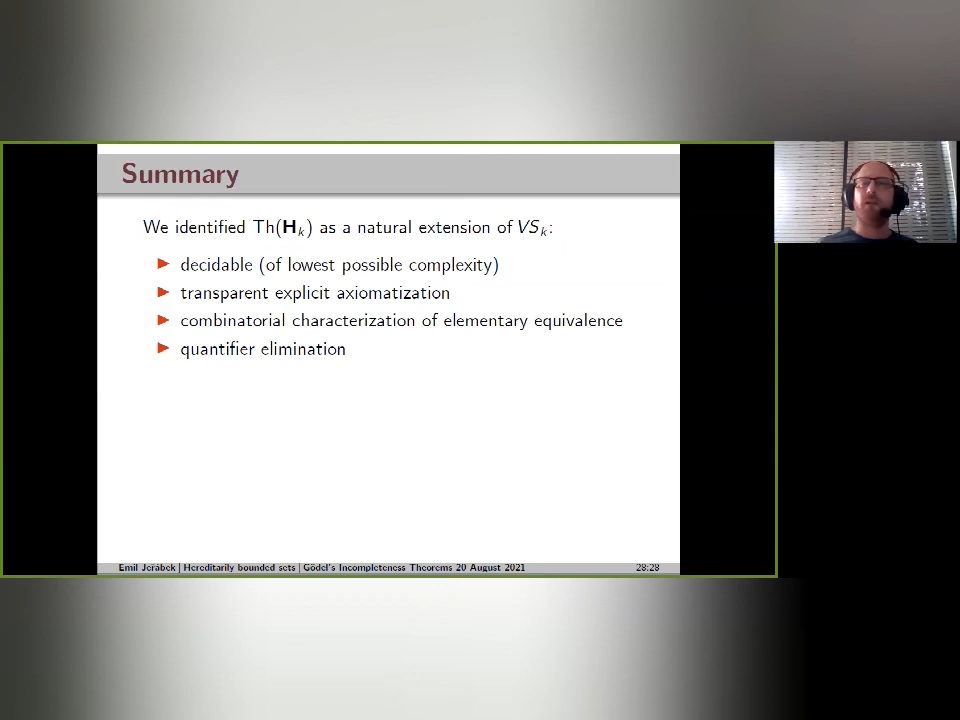 Summary
We identified Th(H_k) as a natural extension of VS_k:
▶ decidable (of lowest possible complexity)
▶ transparent explicit axiomatization
▶ combinatorial characterization of elementary equivalence
▶ quantifier elimination
Emil Jeřábek | Hereditarily bounded sets | Gödel's Incompleteness Theorems 20 August 2021 28:28